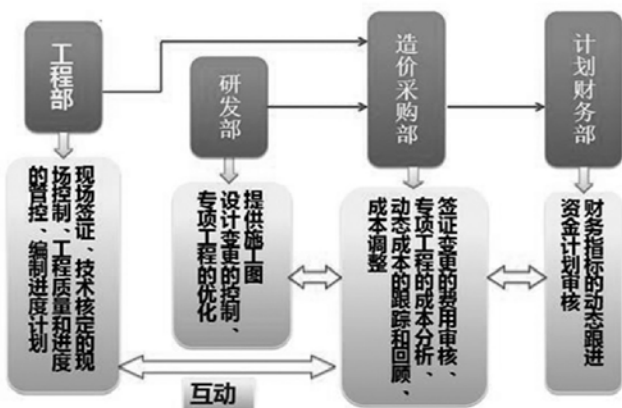 工程部
研发部
造价采购部
计划财务部
现场签证、技术核定的现
场控制、工程质量和进度
的管控、编制进度计划
提供施工图
设计变更的控制、
专项工程的优化
签证变更的费用审核、
专项工程的成本分析、
动态成本的跟踪和回顾、
成本调整
财务指标的动态跟进
资金计划审核
互动